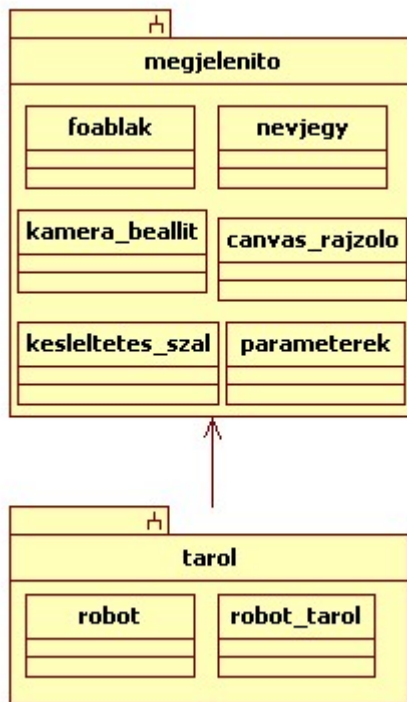 megjelenito
foablak nevjegy
kamera_beallit canvas_rajzolo
kesleltetes_szal parameterek
tarol
robot robot_tarol